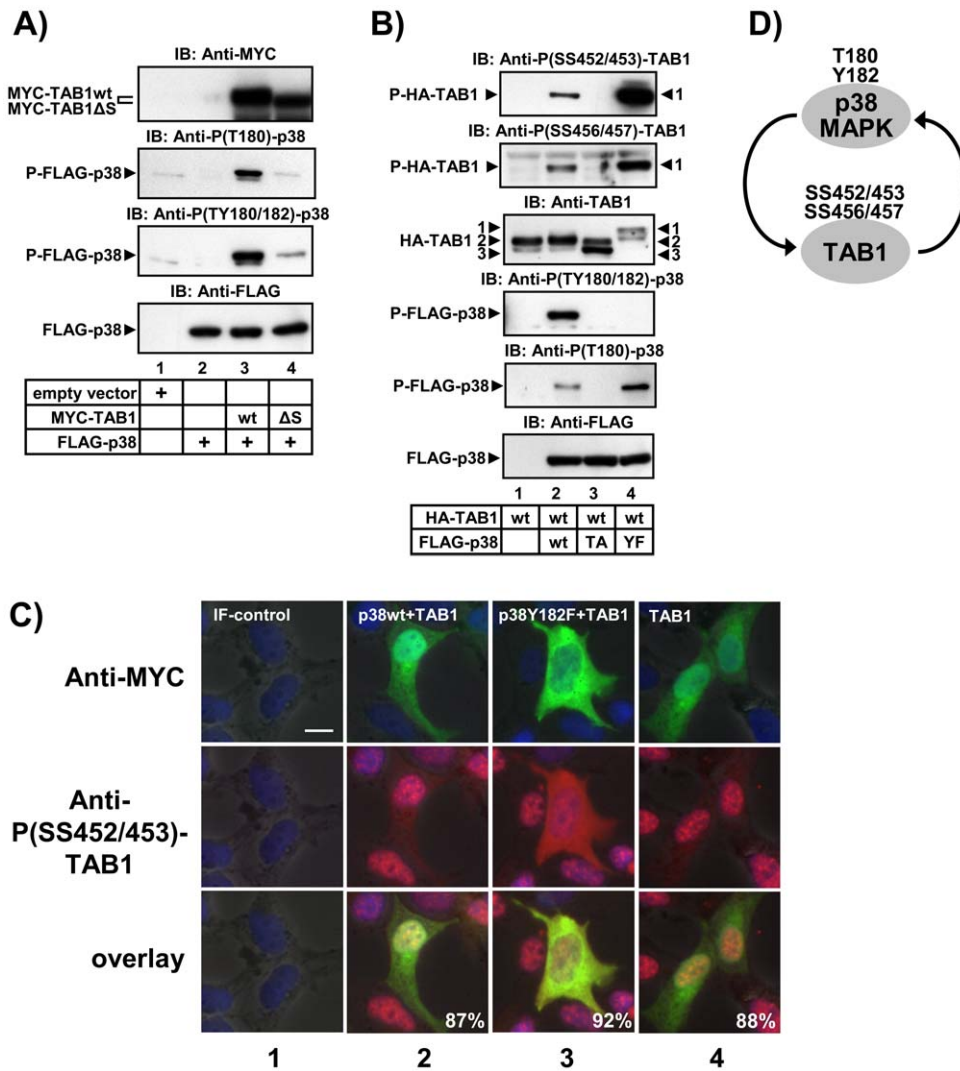 A)
IB: Anti-MYC
MYC-TAB1wt
MYC-TAB1ΔS
IB: Anti-P(T180)-p38
P-FLAG-p38
IB: Anti-P(TY180/182)-p38
P-FLAG-p38
IB: Anti-FLAG
FLAG-p38
1 2 3 4
empty vector +
MYC-TAB1 wt ΔS
FLAG-p38 + + +
B)
IB: Anti-P(SS452/453)-TAB1
P-HA-TAB1 1
IB: Anti-P(SS456/457)-TAB1
P-HA-TAB1 1
IB: Anti-TAB1
1 1
HA-TAB1 2 2
3 3
IB: Anti-P(TY180/182)-p38
P-FLAG-p38
IB: Anti-P(T180)-p38
P-FLAG-p38
IB: Anti-FLAG
FLAG-p38
1 2 3 4
HA-TAB1 wt wt wt wt
FLAG-p38 wt TA YF
D)
T180
Y182
p38
MAPK
SS452/453
SS456/457
TAB1
C)
IF-control p38wt+TAB1 p38Y182F+TAB1 TAB1
Anti-MYC
Anti-
P(SS452/453)-
TAB1
overlay
87% 92% 88%
1 2 3 4